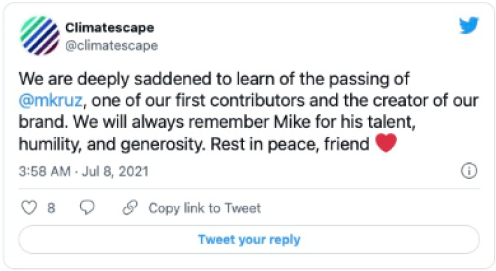 Climatescape
@climatescape
We are deeply saddened to learn of the passing of
@mkruz, one of our first contributors and the creator of our
brand. We will always remember Mike for his talent,
humility, and generosity. Rest in peace, friend ❤️
3:58 AM · Jul 8, 2021
8 Copy link to Tweet
Tweet your reply